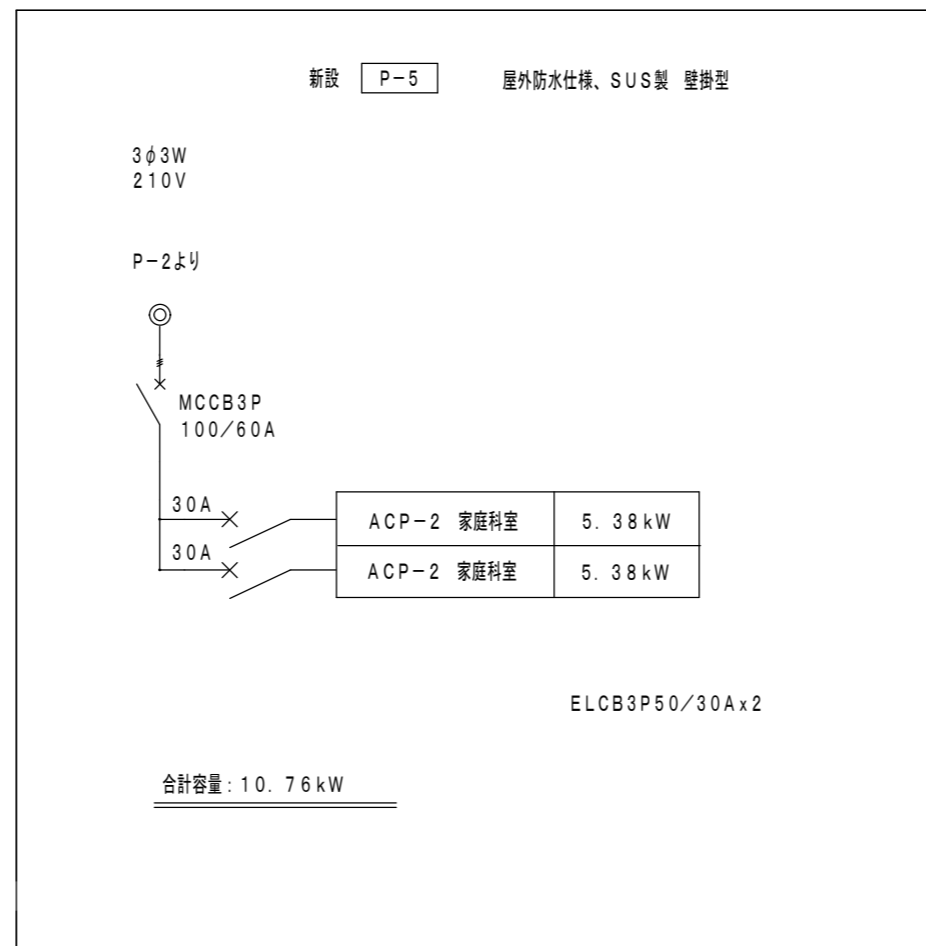 新設 P-5 屋外防水仕様、SUS製 壁掛型
3φ3W
210V
P-2より
MCCB3P
100/60A
30A
ACP-2 家庭科室 5.38kW
30A
ACP-2 家庭科室 5.38kW
ELCB3P50/30Ax2
合計容量:10.76kW